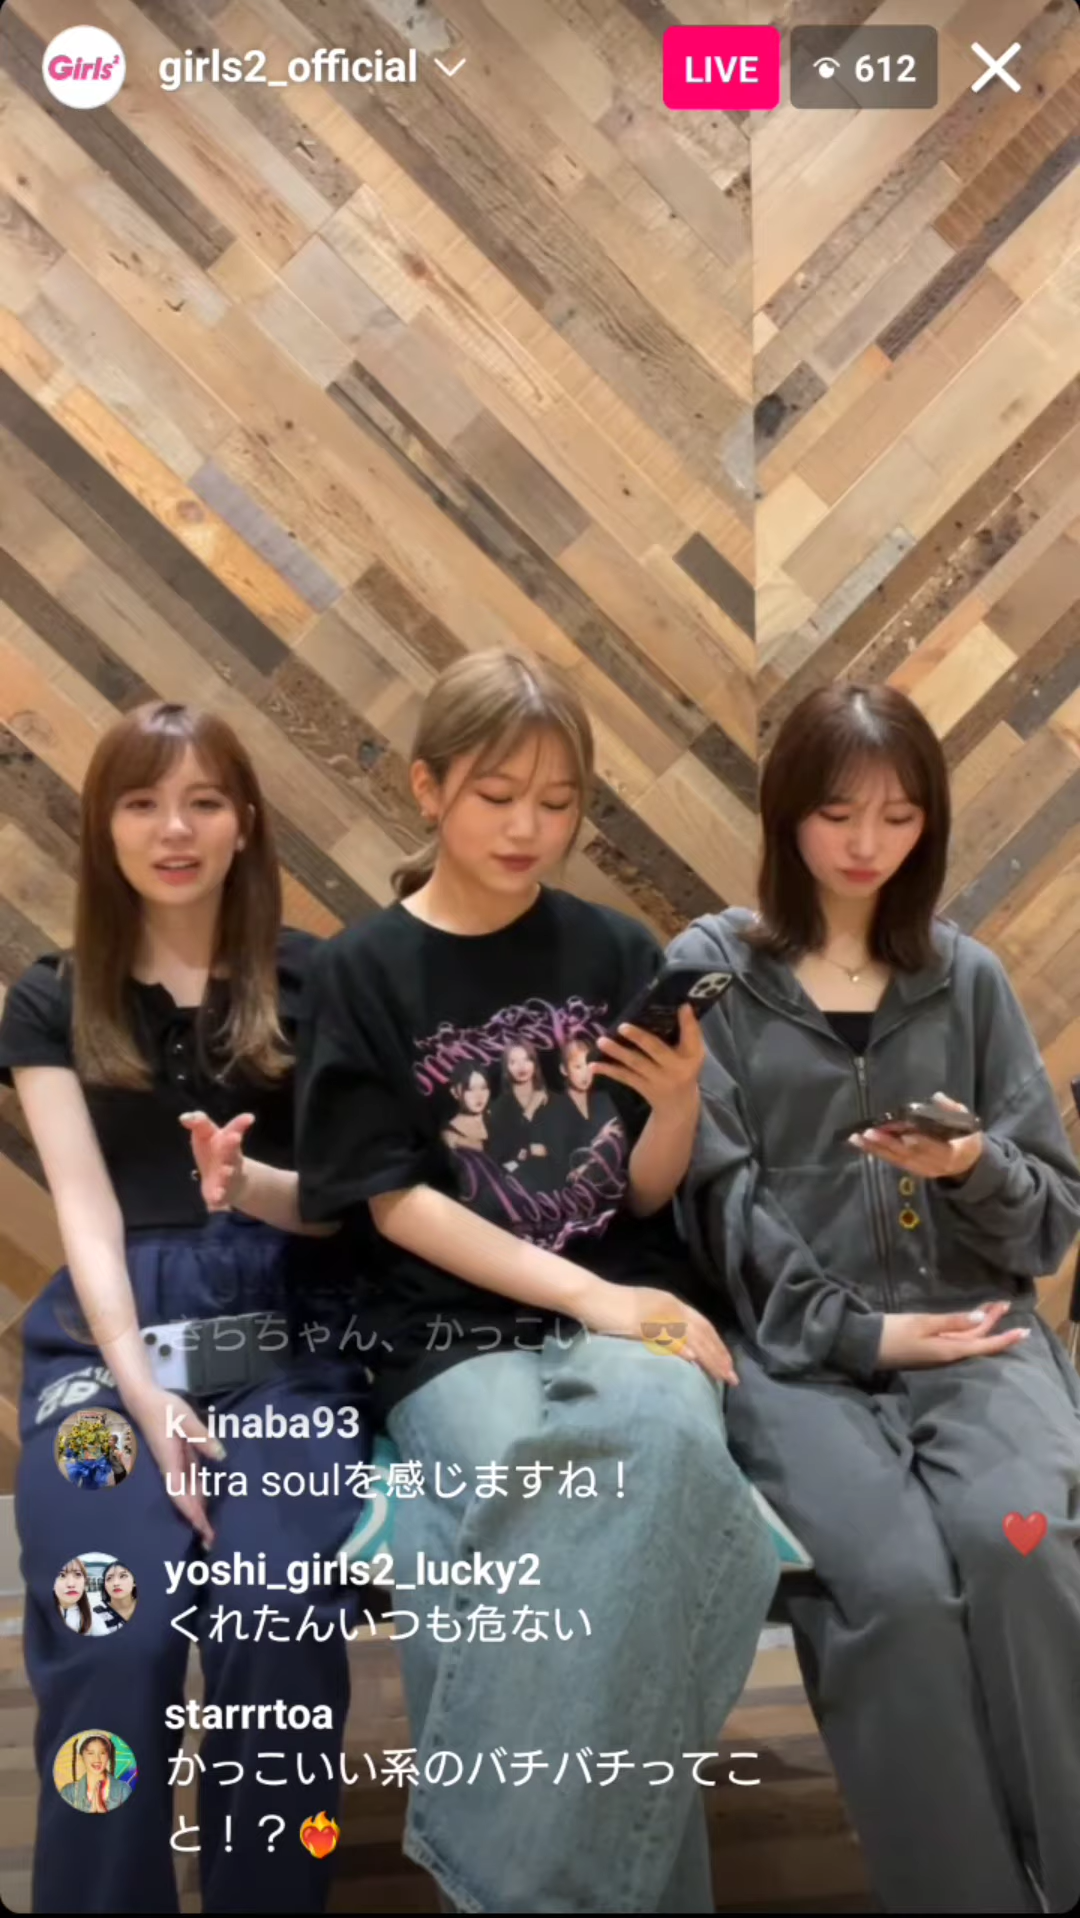 Girls²
girls2_official
LIVE
612
きらちゃん、かっこいい😎
k_inaba93
ultra soulを感じますね！
yoshi_girls2_lucky2
くれたんいつも危ない
starrrtoa
かっこいい系のバチバチってこ
と！？❤️‍🔥